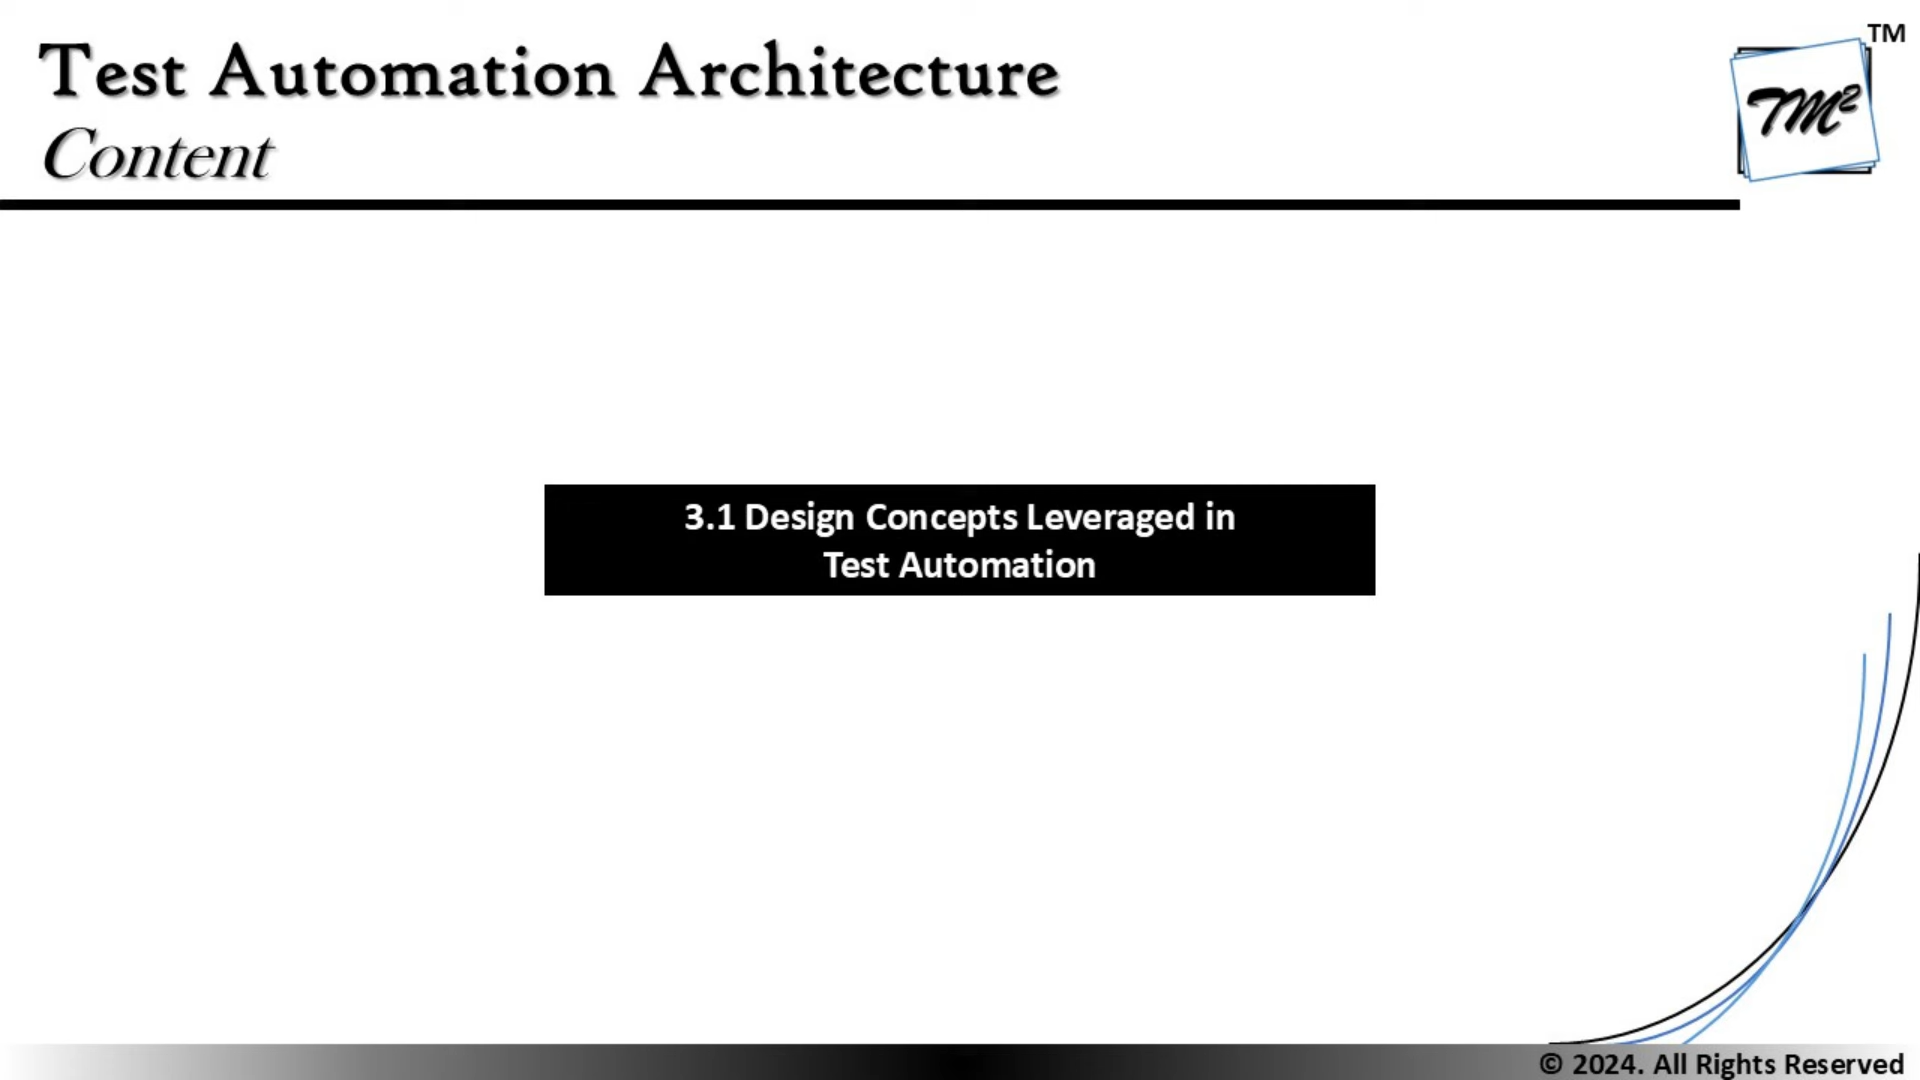 Test Automation Architecture
Content
TM
TM²
3.1 Design Concepts Leveraged in
Test Automation
© 2024. All Rights Reserved